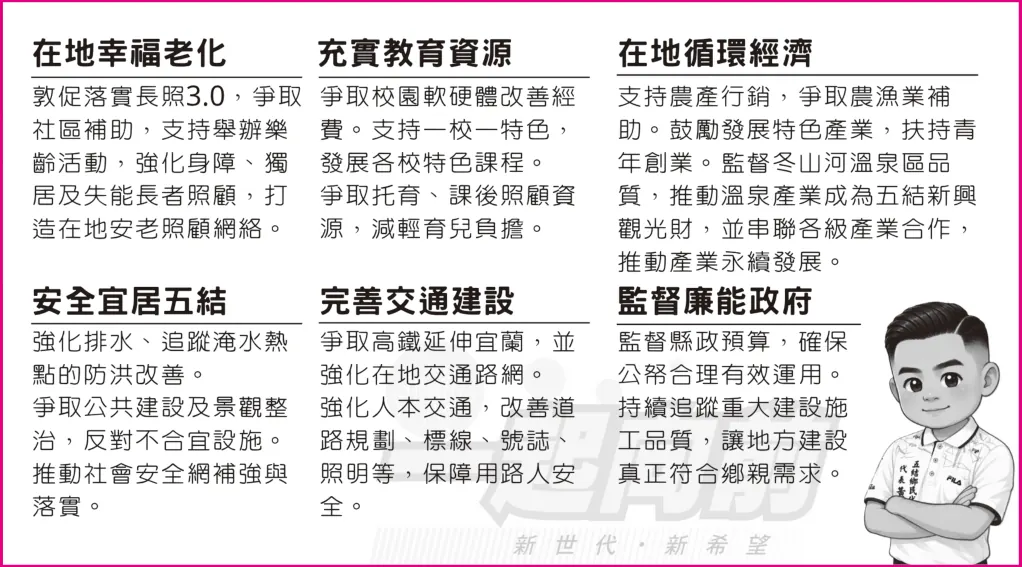 在地幸福老化
敦促落實長照3.0，爭取
社區補助，支持舉辦樂
齡活動，強化身障、獨
居及失能長者照顧，打
造在地安老照顧網絡。
充實教育資源
爭取校園軟硬體改善經
費。支持一校一特色，
發展各校特色課程。
爭取托育、課後照顧資
源，減輕育兒負擔。
在地循環經濟
支持農產行銷，爭取農漁業補
助。鼓勵發展特色產業，扶持青
年創業。監督冬山河溫泉區品
質，推動溫泉產業成為五結新興
觀光財，並串聯各級產業合作，
推動產業永續發展。
安全宜居五結
強化排水、追蹤淹水熱
點的防洪改善。
爭取公共建設及景觀整
治，反對不合宜設施。
推動社會安全網補強與
落實。
完善交通建設
爭取高鐵延伸宜蘭，並
強化在地交通路網。
強化人本交通，改善道
路規劃、標線、號誌、
照明等，保障用路人安
全。
監督廉能政府
監督縣政預算，確保
公帑合理有效運用。
持續追蹤重大建設施
工品質，讓地方建設
真正符合鄉親需求。
一起向前
新世代・新希望
五結鄉民代
代表黃
FILA